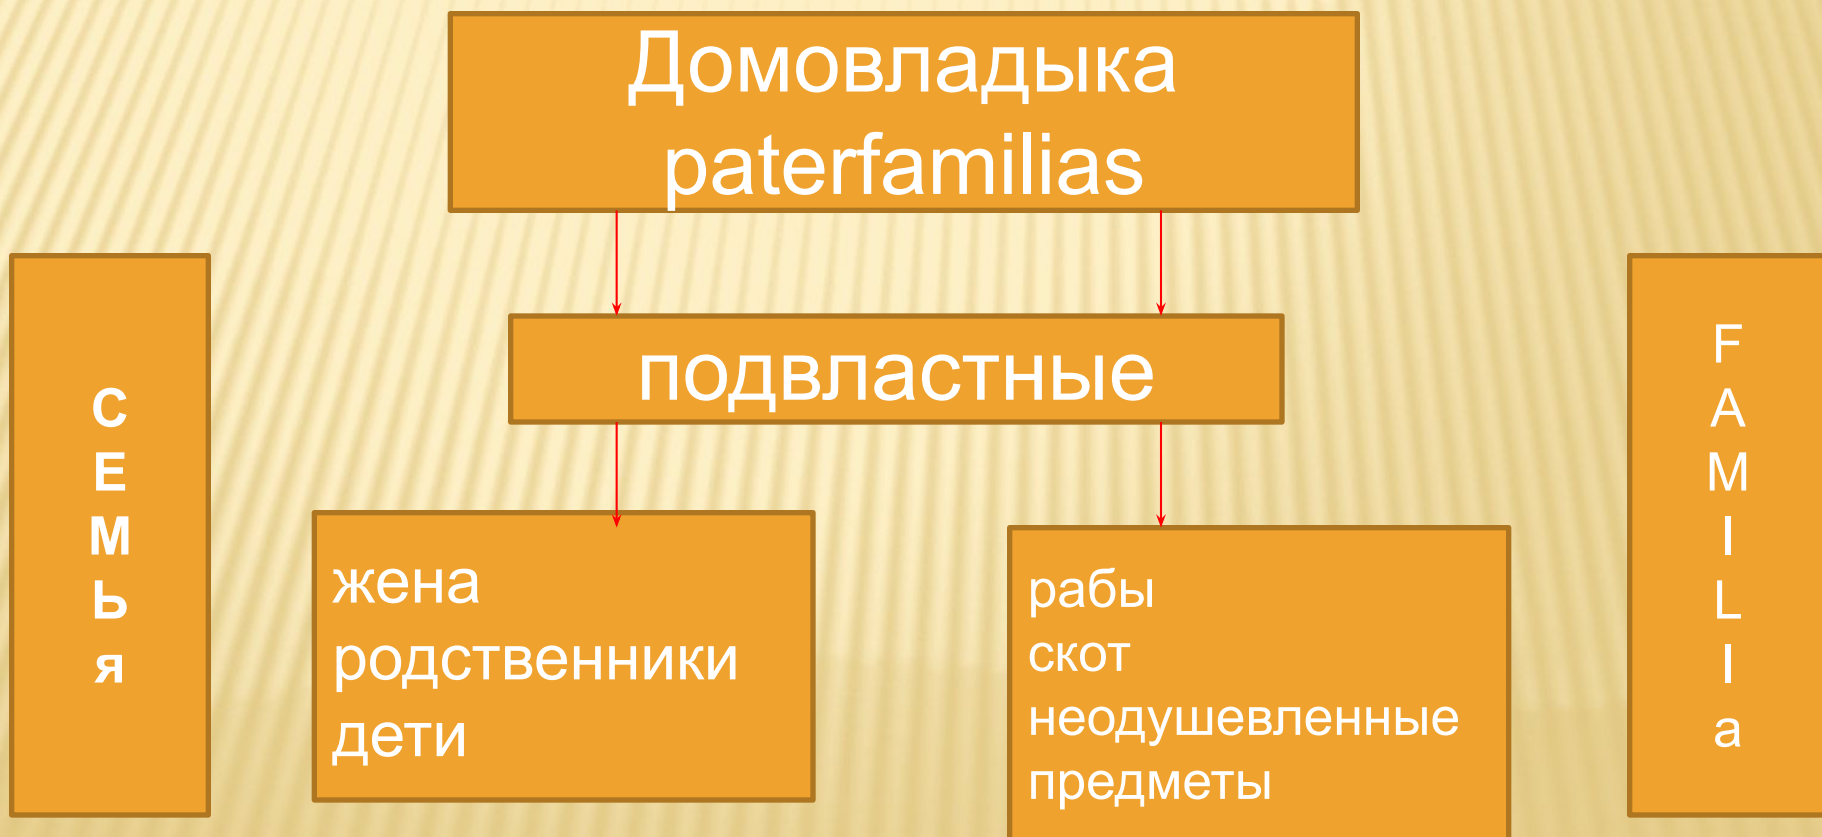 Домовладыка
paterfamilias
С
Е
М
Ь
я
подвластные
F
A
M
I
L
I
a
жена
родственники
дети
рабы
скот
неодушевленные
предметы